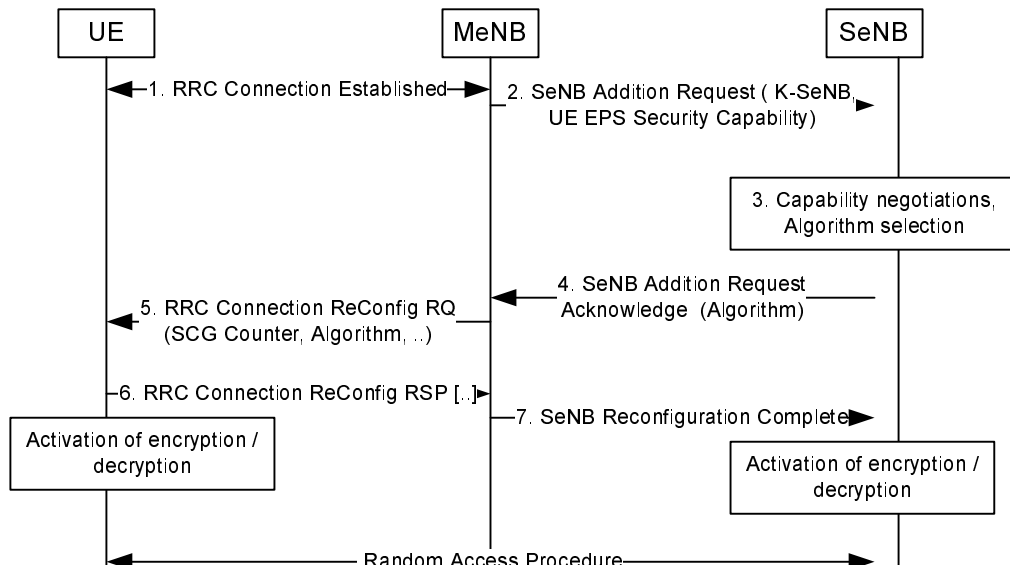 UE
MeNB
SeNB
1. RRC Connection Established
2. SeNB Addition Request ( K-SeNB,
UE EPS Security Capability)
3. Capability negotiations,
Algorithm selection
4. SeNB Addition Request
Acknowledge (Algorithm)
5. RRC Connection ReConfig RQ
(SCG Counter, Algorithm, ..)
6. RRC Connection ReConfig RSP [..]
7. SeNB Reconfiguration Complete
Activation of encryption /
decryption
Activation of encryption /
decryption
Random Access Procedure